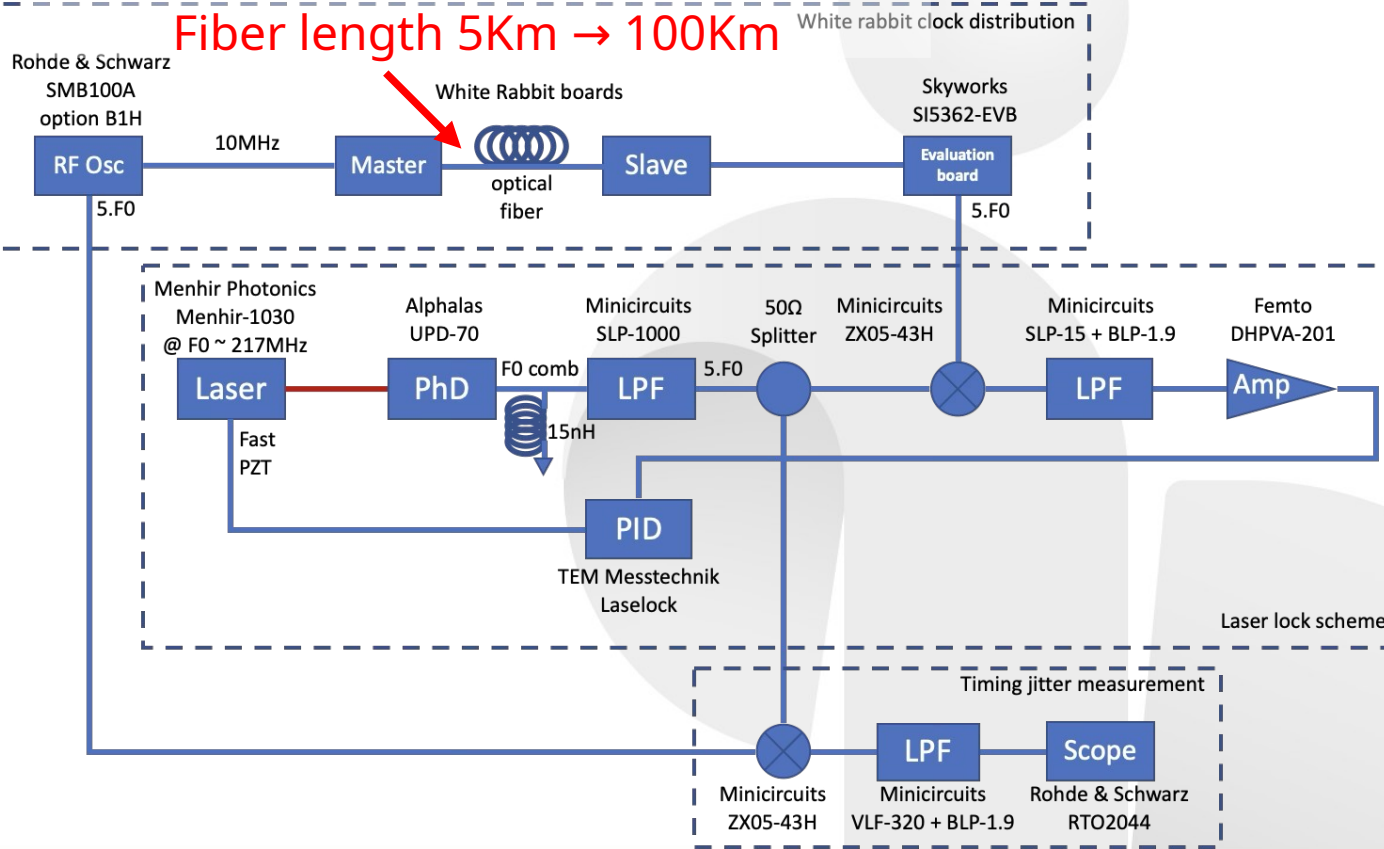 Fiber length 5Km → 100Km
White rabbit clock distribution
Rohde & Schwarz
SMB100A
option B1H
White Rabbit boards
Skyworks
SI5362-EVB
RF Osc
10MHz
Master
optical
fiber
Slave
Evaluation
board
5.F0
5.F0
Menhir Photonics
Menhir-1030
@ F0 ~ 217MHz
Alphalas
UPD-70
Minicircuits
SLP-1000
50Ω
Splitter
Minicircuits
ZX05-43H
Minicircuits
SLP-15 + BLP-1.9
Femto
DHPVA-201
Laser
PhD
F0 comb
LPF
5.F0
LPF
Amp
15nH
Fast
PZT
PID
TEM Messtechnik
Laselock
Laser lock scheme
Timing jitter measurement
LPF
Scope
Minicircuits
ZX05-43H
Minicircuits
VLF-320 + BLP-1.9
Rohde & Schwarz
RTO2044